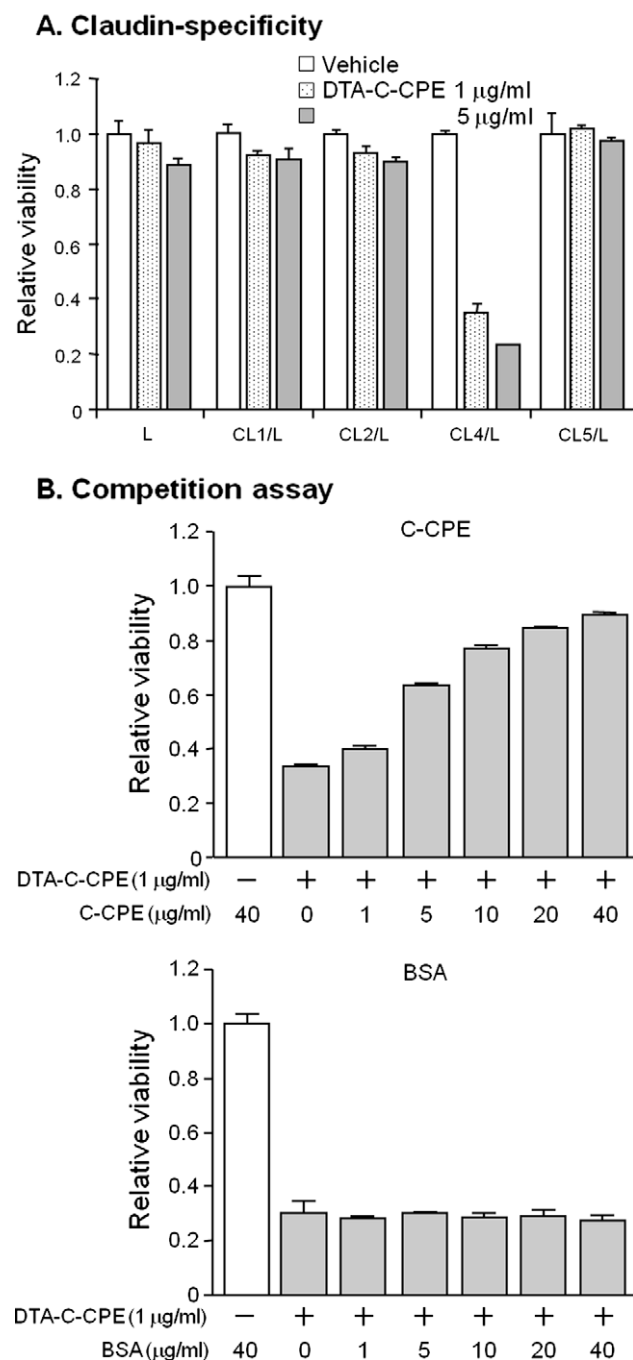 A. Claudin-specificity
Vehicle
DTA-C-CPE 1 μg/ml
5 μg/ml
Relative viability
1.2
1.0
0.8
0.6
0.4
0.2
0
L CL1/L CL2/L CL4/L CL5/L
B. Competition assay
C-CPE
Relative viability
1.2
1.0
0.8
0.6
0.4
0.2
0
DTA-C-CPE (1 μg/ml) − + + + + + +
C-CPE (μg/ml) 40 0 1 5 10 20 40
BSA
Relative viability
1.2
1.0
0.8
0.6
0.4
0.2
0
DTA-C-CPE (1 μg/ml) − + + + + + +
BSA (μg/ml) 40 0 1 5 10 20 40